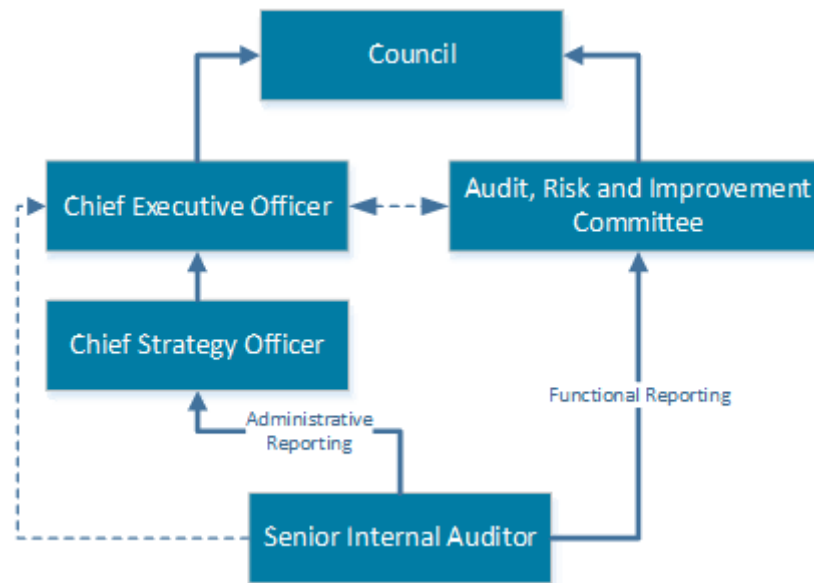 Council
Chief Executive Officer
Audit, Risk and Improvement
Committee
Chief Strategy Officer
Functional Reporting
Administrative
Reporting
Senior Internal Auditor